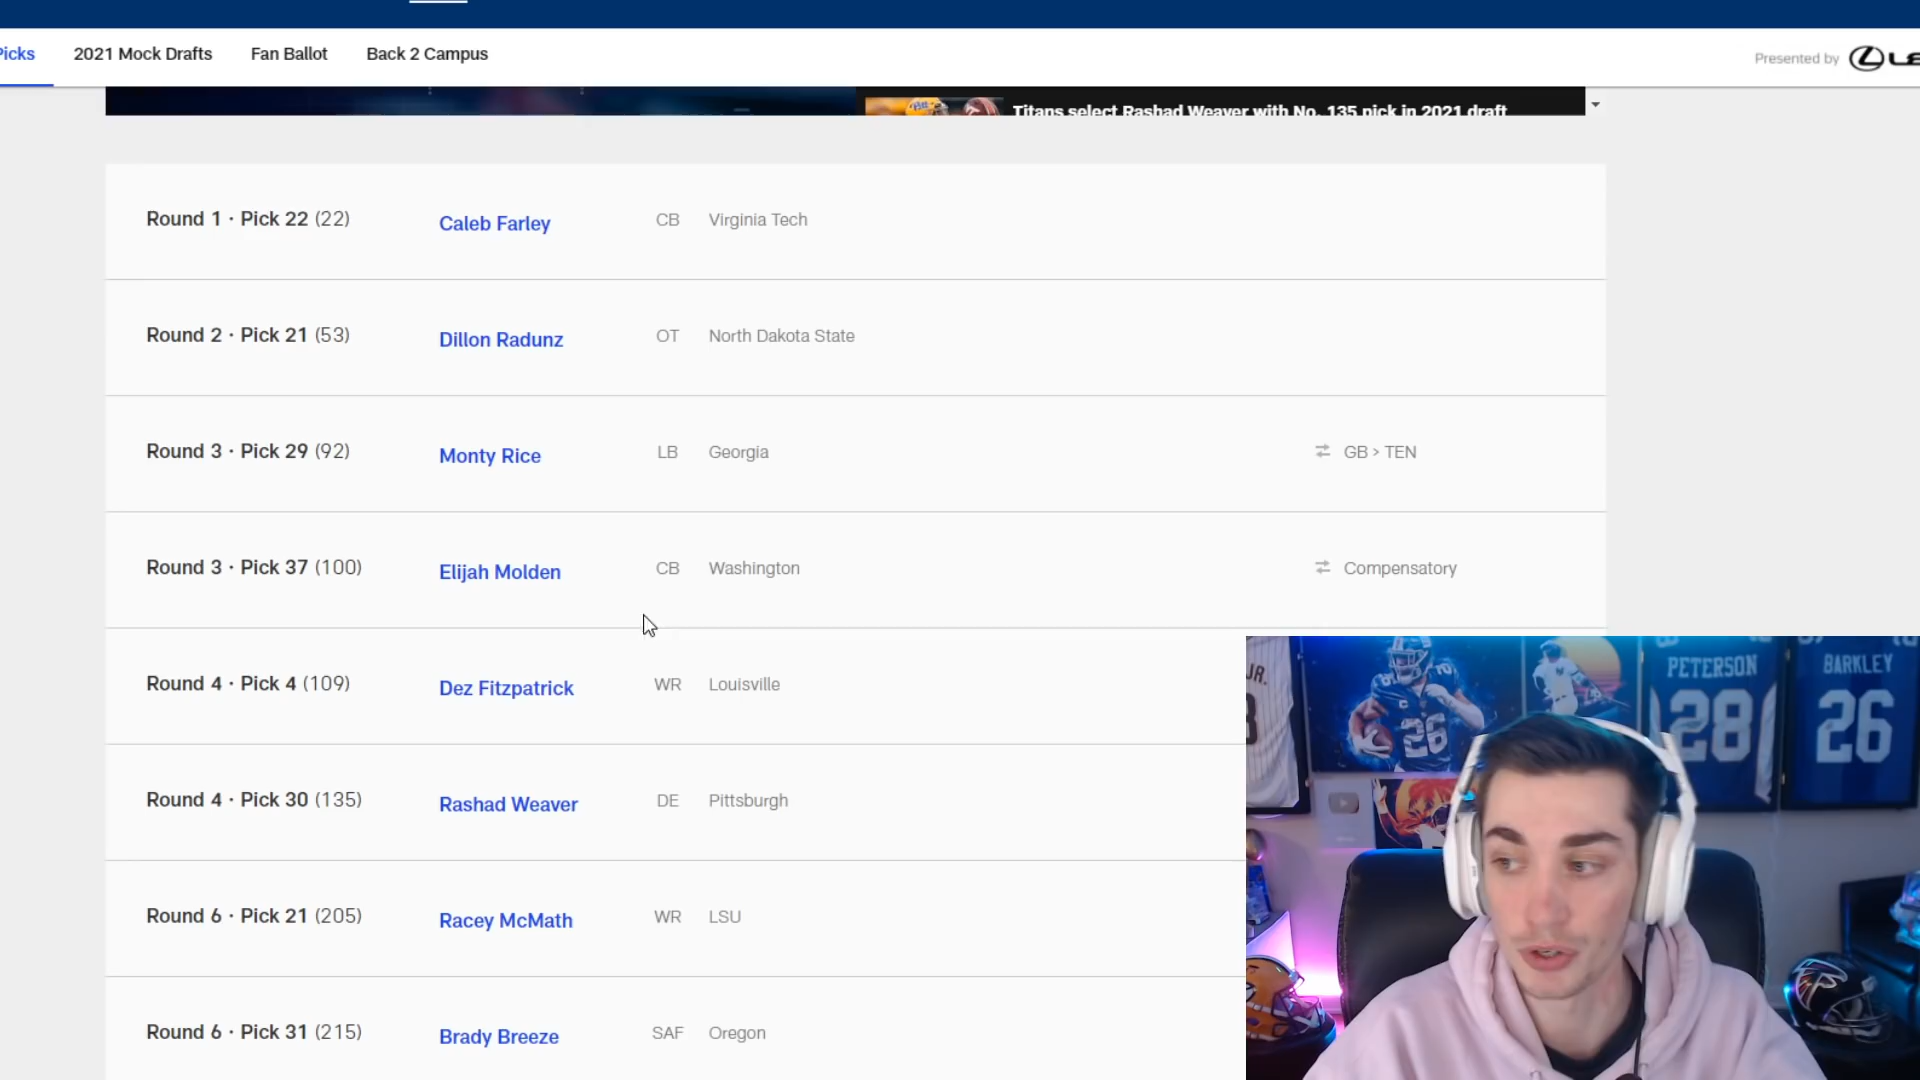 Picks 2021 Mock Drafts Fan Ballot Back 2 Campus Presented by
Titans select Rashad Weaver with No. 135 pick in 2021 draft
Round 1 · Pick 22 (22) Caleb Farley CB Virginia Tech
Round 2 · Pick 21 (53) Dillon Radunz OT North Dakota State
Round 3 · Pick 29 (92) Monty Rice LB Georgia GB > TEN
Round 3 · Pick 37 (100) Elijah Molden CB Washington Compensatory
Round 4 · Pick 4 (109) Dez Fitzpatrick WR Louisville
Round 4 · Pick 30 (135) Rashad Weaver DE Pittsburgh
Round 6 · Pick 21 (205) Racey McMath WR LSU
Round 6 · Pick 31 (215) Brady Breeze SAF Oregon
JR.
26
PETERSON
28
BARKLEY
26